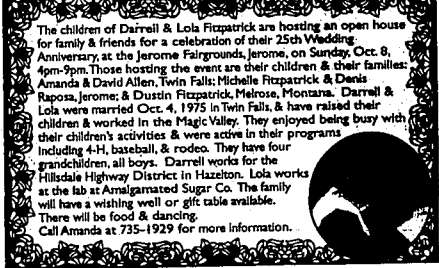 The children of Darrell & Lola Fitzpatrick are hosting an open house
for family & friends for a celebration of their 25th Wedding
Anniversary, at the Jerome Fairgrounds, Jerome, on Sunday, Oct. 8,
4pm-9pm. Those hosting the event are their children & their families:
Amanda & David Allen, Twin Falls; Michelle Fitzpatrick & Denis
Raposa, Jerome; & Dustin Fitzpatrick, Melrose, Montana. Darrell &
Lola were married Oct. 4, 1975 in Twin Falls, & have raised their
children & worked in the Magic Valley. They enjoyed being busy with
their children's activities & were active in their programs
including 4-H, baseball, & rodeo. They have four
grandchildren, all boys. Darrell works for the
Hillsdale Highway District in Hazelton. Lola works
at the lab at Amalgamated Sugar Co. The family
will have a wishing well or gift table available.
There will be food & dancing.
Call Amanda at 735-1929 for more information.